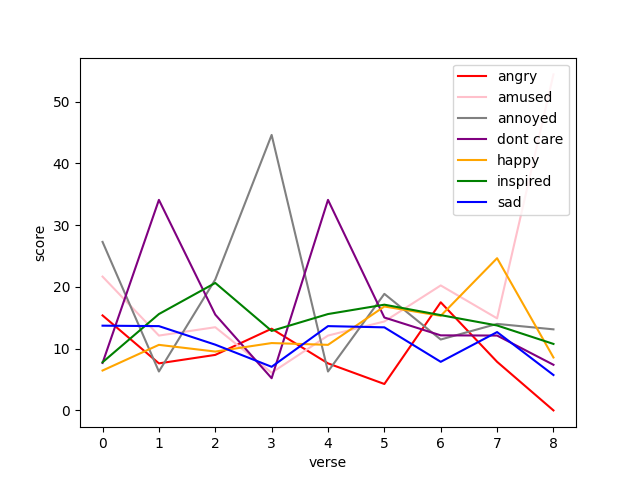 angry
amused
annoyed
dont care
happy
inspired
sad
score
50
40
30
20
10
0
0 1 2 3 4 5 6 7 8
verse